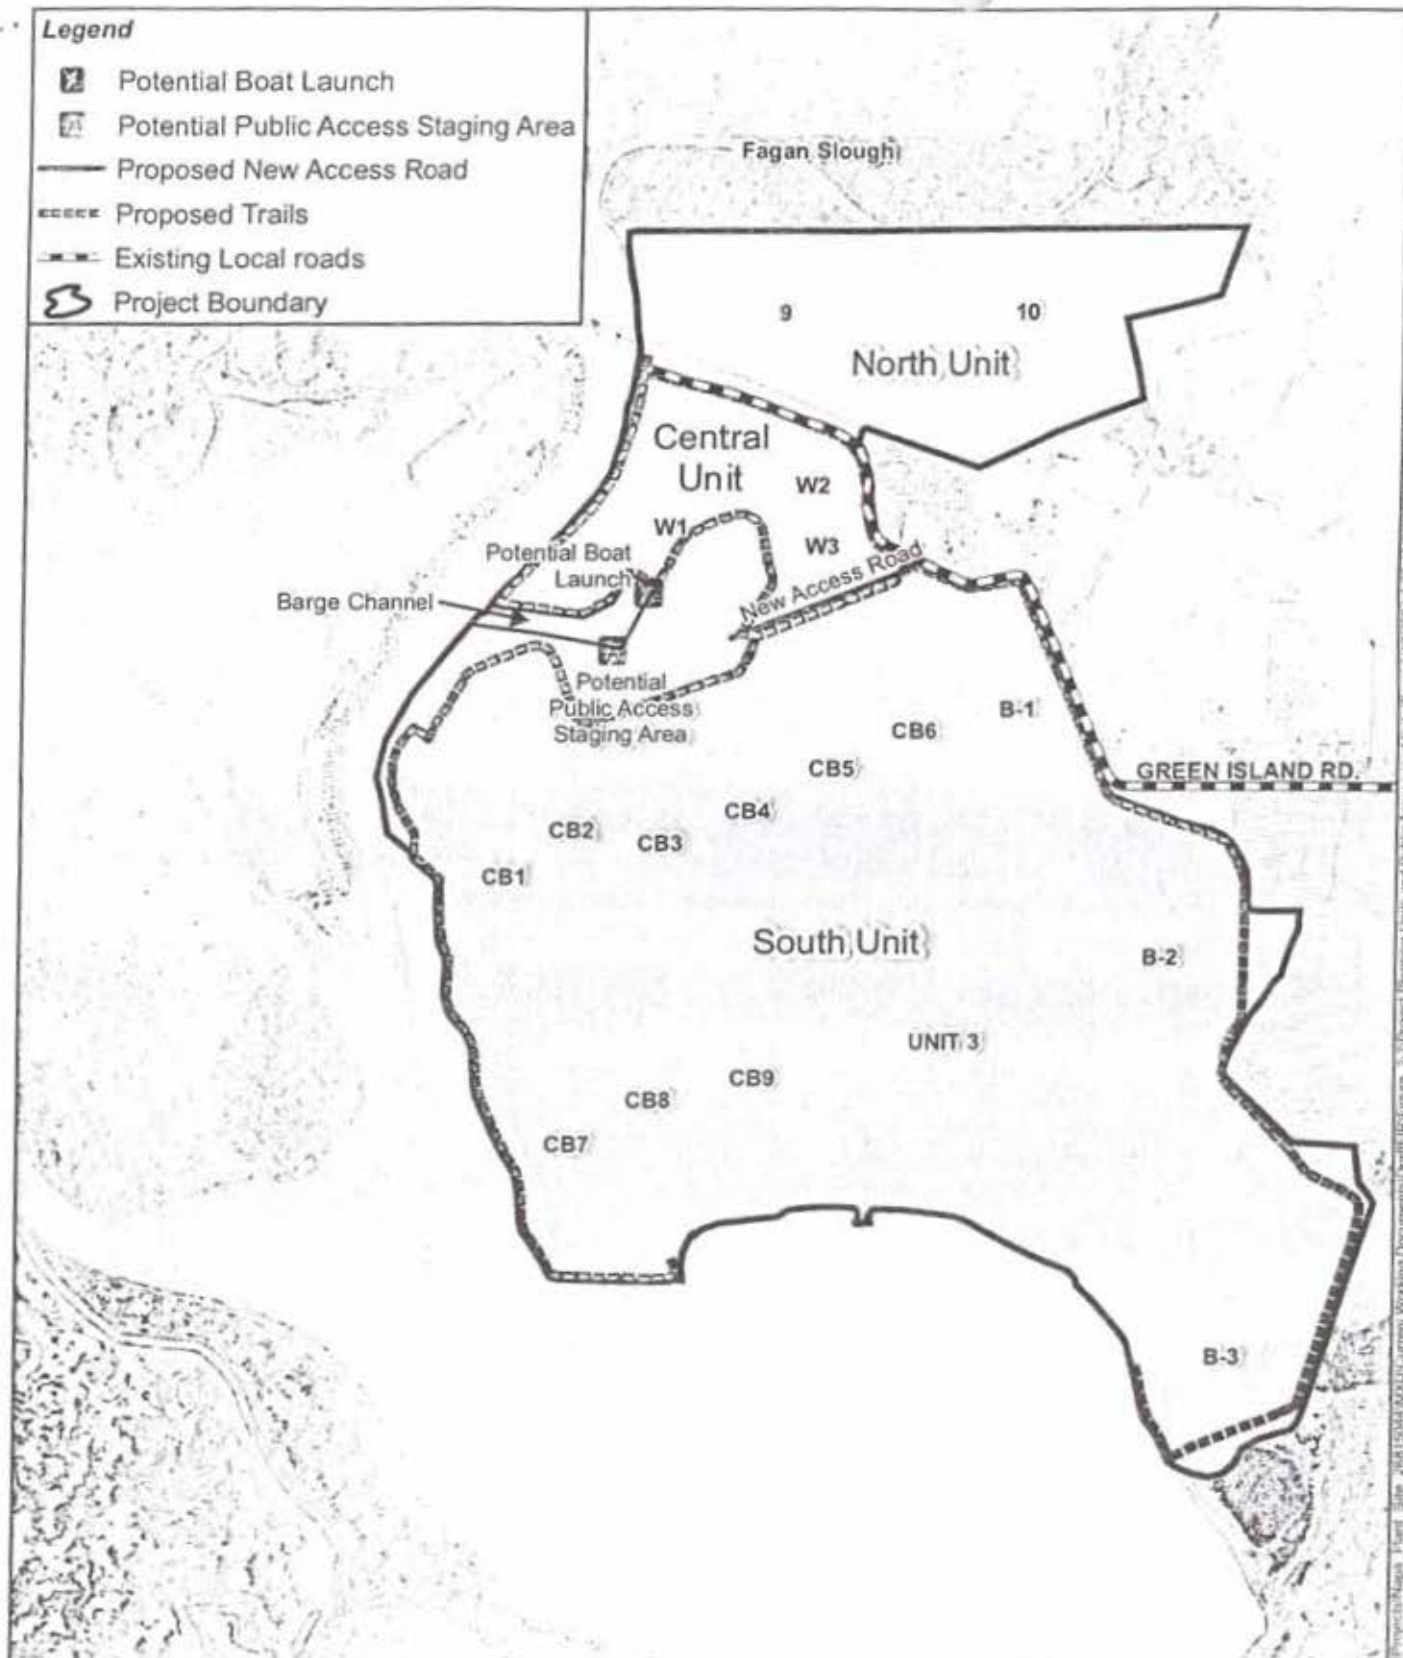 Legend
Potential Boat Launch
Potential Public Access Staging Area
Proposed New Access Road
Proposed Trails
Existing Local roads
Project Boundary
Fagan Slough
9
10
North Unit
Central
Unit
W2
W1
W3
Potential Boat
Launch
New Access Road
Barge Channel
Potential
Public Access
Staging Area
B-1
CB6
CB5
GREEN ISLAND RD.
CB4
CB2
CB3
CB1
South Unit
B-2
UNIT 3
CB9
CB8
CB7
B-3